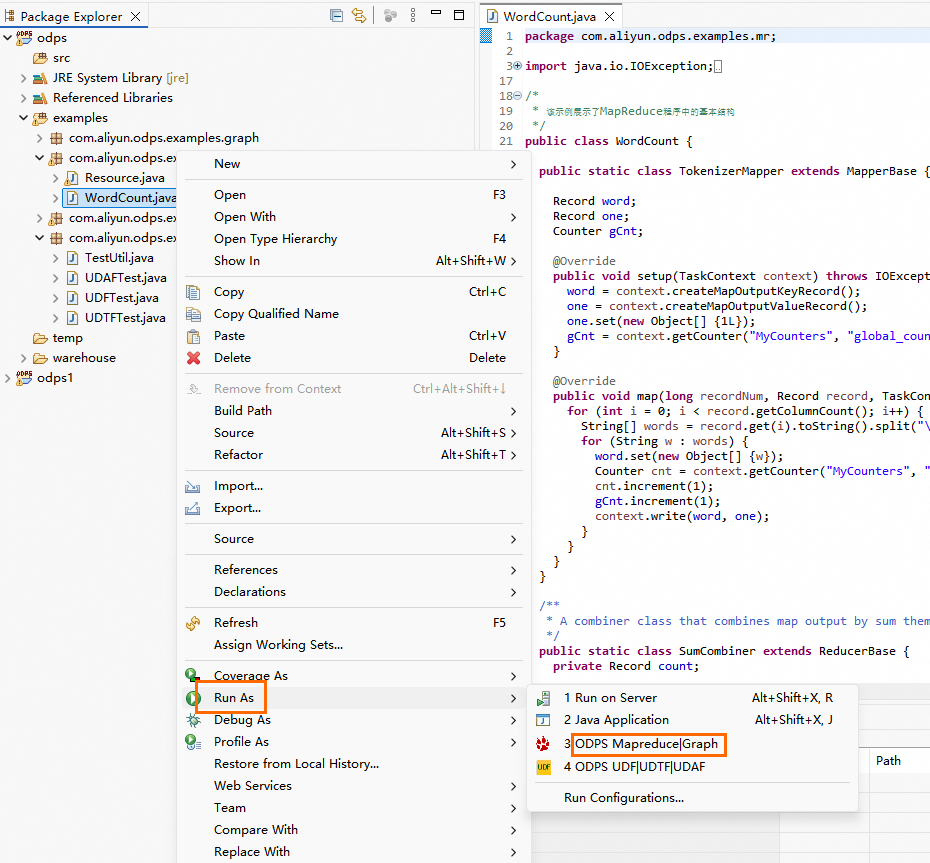 Package Explorer
odps
src
JRE System Library [jre]
Referenced Libraries
examples
com.aliyun.odps.examples.graph
com.aliyun.odps.ex
Resource.java
WordCount.java
com.aliyun.odps.ex
com.aliyun.odps.ex
TestUtil.java
UDAFTest.java
UDFTest.java
UDTFTest.java
temp
warehouse
odps1
New
Open F3
Open With
Open Type Hierarchy F4
Show In Alt+Shift+W
Copy Ctrl+C
Copy Qualified Name
Paste Ctrl+V
Delete Delete
Remove from Context Ctrl+Alt+Shift+↓
Build Path
Source Alt+Shift+S
Refactor Alt+Shift+T
Import...
Export...
Source
References
Declarations
Refresh F5
Assign Working Sets...
Coverage As
Run As
Debug As
Profile As
Restore from Local History...
Web Services
Team
Compare With
Replace With
1 Run on Server Alt+Shift+X, R
2 Java Application Alt+Shift+X, J
3 ODPS Mapreduce|Graph
4 ODPS UDF|UDTF|UDAF
Run Configurations...
WordCount.java
1 package com.aliyun.odps.examples.mr;
2
3 import java.io.IOException;
17
18 /*
19 * 该示例展示了MapReduce程序中的基本结构
20 */
21 public class WordCount {
public static class TokenizerMapper extends MapperBase {
Record word;
Record one;
Counter gCnt;
@Override
public void setup(TaskContext context) throws IOExcept
word = context.createMapOutputKeyRecord();
one = context.createMapOutputValueRecord();
one.set(new Object[] {1L});
gCnt = context.getCounter("MyCounters", "global_coun
}
@Override
public void map(long recordNum, Record record, TaskCon
for (int i = 0; i < record.getColumnCount(); i++) {
String[] words = record.get(i).toString().split("\
for (String w : words) {
word.set(new Object[] {w});
Counter cnt = context.getCounter("MyCounters", "
cnt.increment(1);
gCnt.increment(1);
context.write(word, one);
}
}
}
}
/**
* A combiner class that combines map output by sum them
*/
public static class SumCombiner extends ReducerBase {
private Record count;
Path